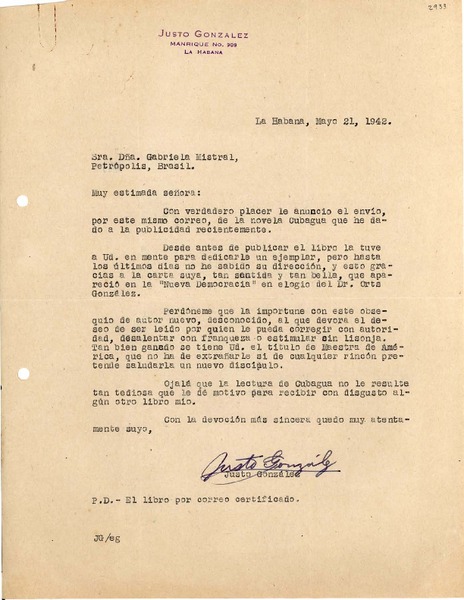 2933
JUSTO GONZALEZ
MANRIQUE NO. 909
LA HABANA
La Habana, Mayo 21, 1942.
Sra. Dña. Gabriela Mistral,
Petrópolis, Brasil.
Muy estimada señora:
Con verdadero placer le anuncio el envío,
por este mismo correo, de la novela Cubagua que he
dado a la publicidad recientemente.
Desde antes de publicar el libro la tuve
a Ud. en mente para dedicarle un ejemplar, pero hasta
los últimos días no he sabido su dirección, y esto gra-
cias a la carta suya, tan sentida y tan bella, que apa-
reció en la "Nueva Democracia" en elogio del Dr. Orts
González.
Perdóneme que la importune con este obse-
quio de autor nuevo, desconocido, al que devora el de-
seo de ser leído por quien le pueda corregir con autori-
dad, desalentar con franqueza o estimular sin lisonja.
Tan bien ganado se tiene Ud. el título de Maestra de Amé-
rica, que no ha de extrañarle si de cualquier rincón pre-
tende saludarla un nuevo discípulo.
Ojalá que la lectura de Cubagua no le resulte
tan tediosa que le dé motivo para recibir con disgusto al-
gún otro libro mío.
Con la devoción más sincera quedo muy atenta-
mente suyo,
Justo González
Justo González
P.D.- El libro por correo certificado.
JG/eg